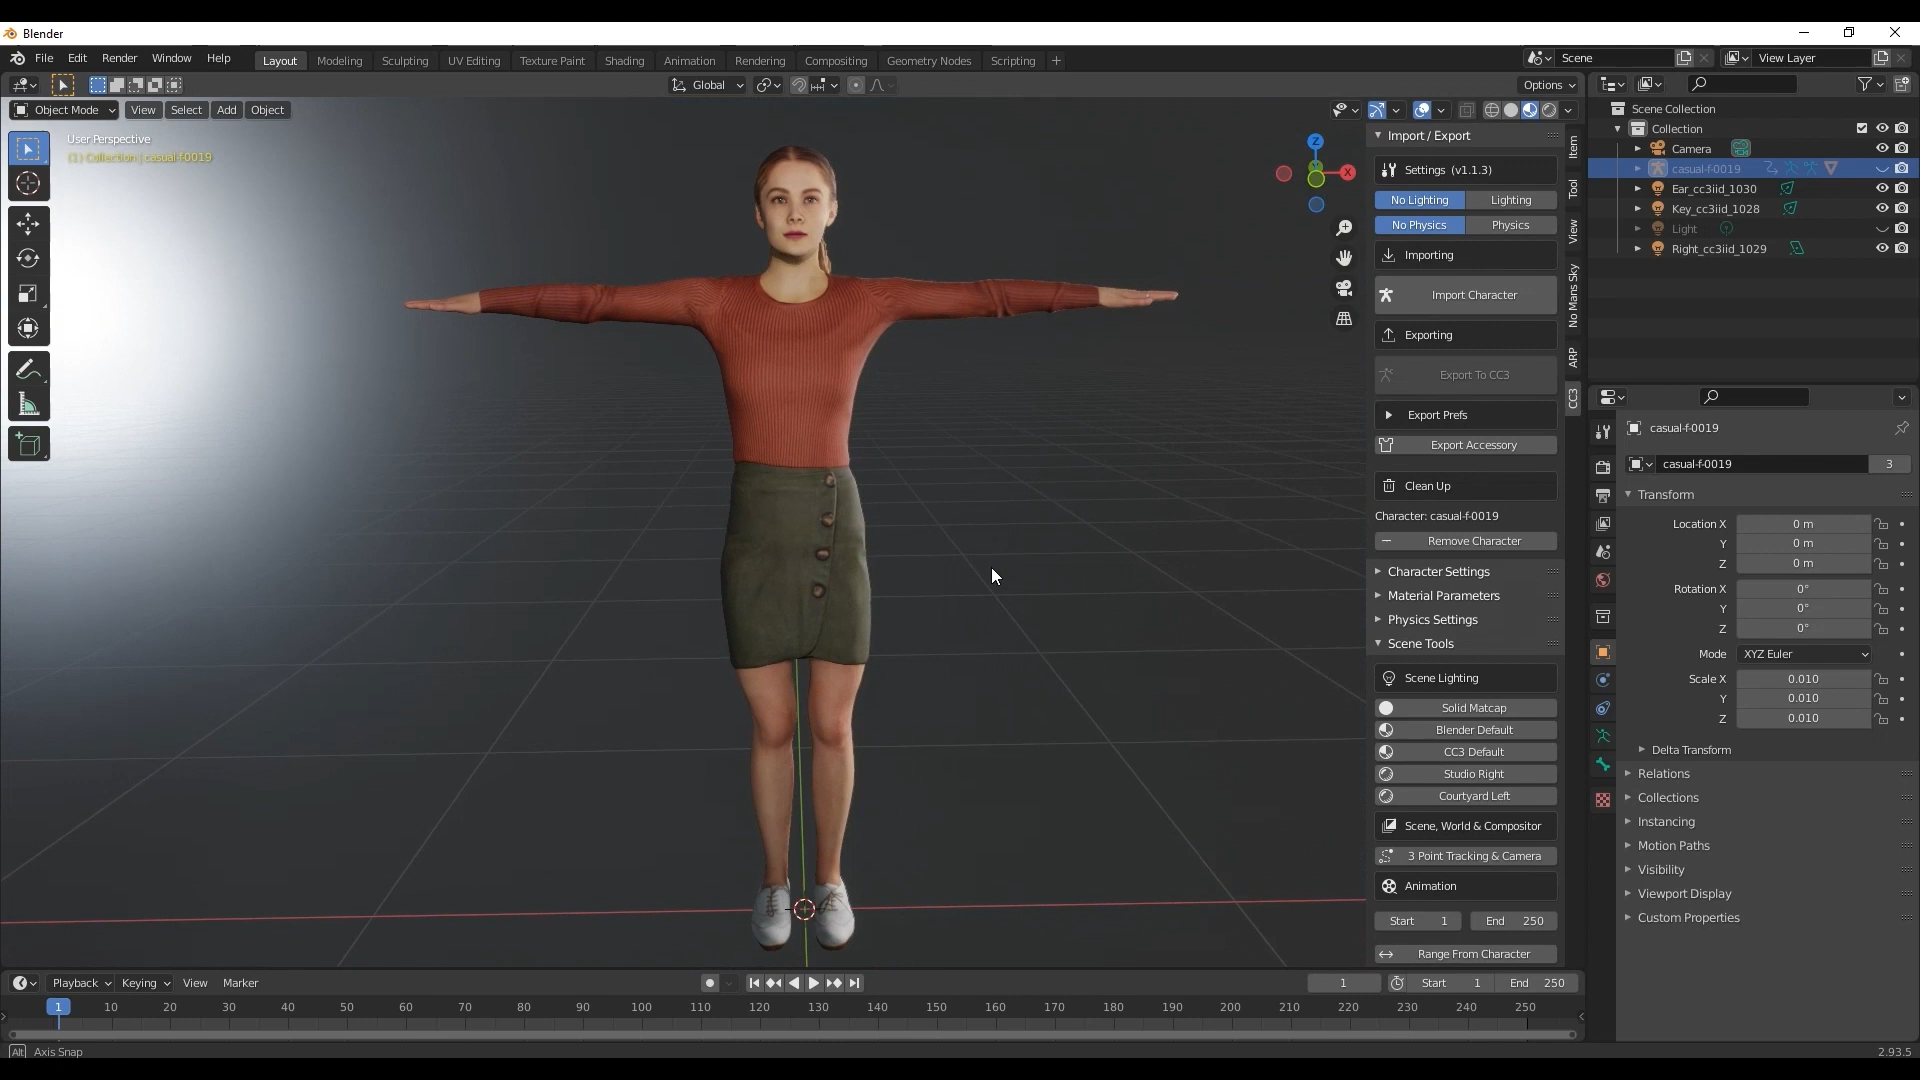 Blender
File Edit Render Window Help Layout Modeling Sculpting UV Editing Texture Paint Shading Animation Rendering Compositing Geometry Nodes Scripting + Scene View Layer
Global Options
Object Mode View Select Add Object
User Perspective
(1) Collection | casual-f-0019
Z
X
Import / Export
Settings (v1.1.3)
No Lighting Lighting
No Physics Physics
Importing
Import Character
Exporting
Export To CC3
Export Prefs
Export Accessory
Clean Up
Character: casual-f-0019
Remove Character
Character Settings
Material Parameters
Physics Settings
Scene Tools
Scene Lighting
Solid Matcap
Blender Default
CC3 Default
Studio Right
Courtyard Left
Scene, World & Compositor
3 Point Tracking & Camera
Animation
Start 1 End 250
Range From Character
Item
Tool
View
No Mans Sky
ARP
CC3
Scene Collection
Collection
Camera
casual-f-0019
Ear_cc3iid_1030
Key_cc3iid_1028
Light
Right_cc3iid_1029
casual-f-0019
casual-f-0019 3
Transform
Location X 0 m
Y 0 m
Z 0 m
Rotation X 0°
Y 0°
Z 0°
Mode XYZ Euler
Scale X 0.010
Y 0.010
Z 0.010
Delta Transform
Relations
Collections
Instancing
Motion Paths
Visibility
Viewport Display
Custom Properties
Playback Keying View Marker 1 Start 1 End 250
1 10 20 30 40 50 60 70 80 90 100 110 120 130 140 150 160 170 180 190 200 210 220 230 240 250
Alt Axis Snap 2.93.5